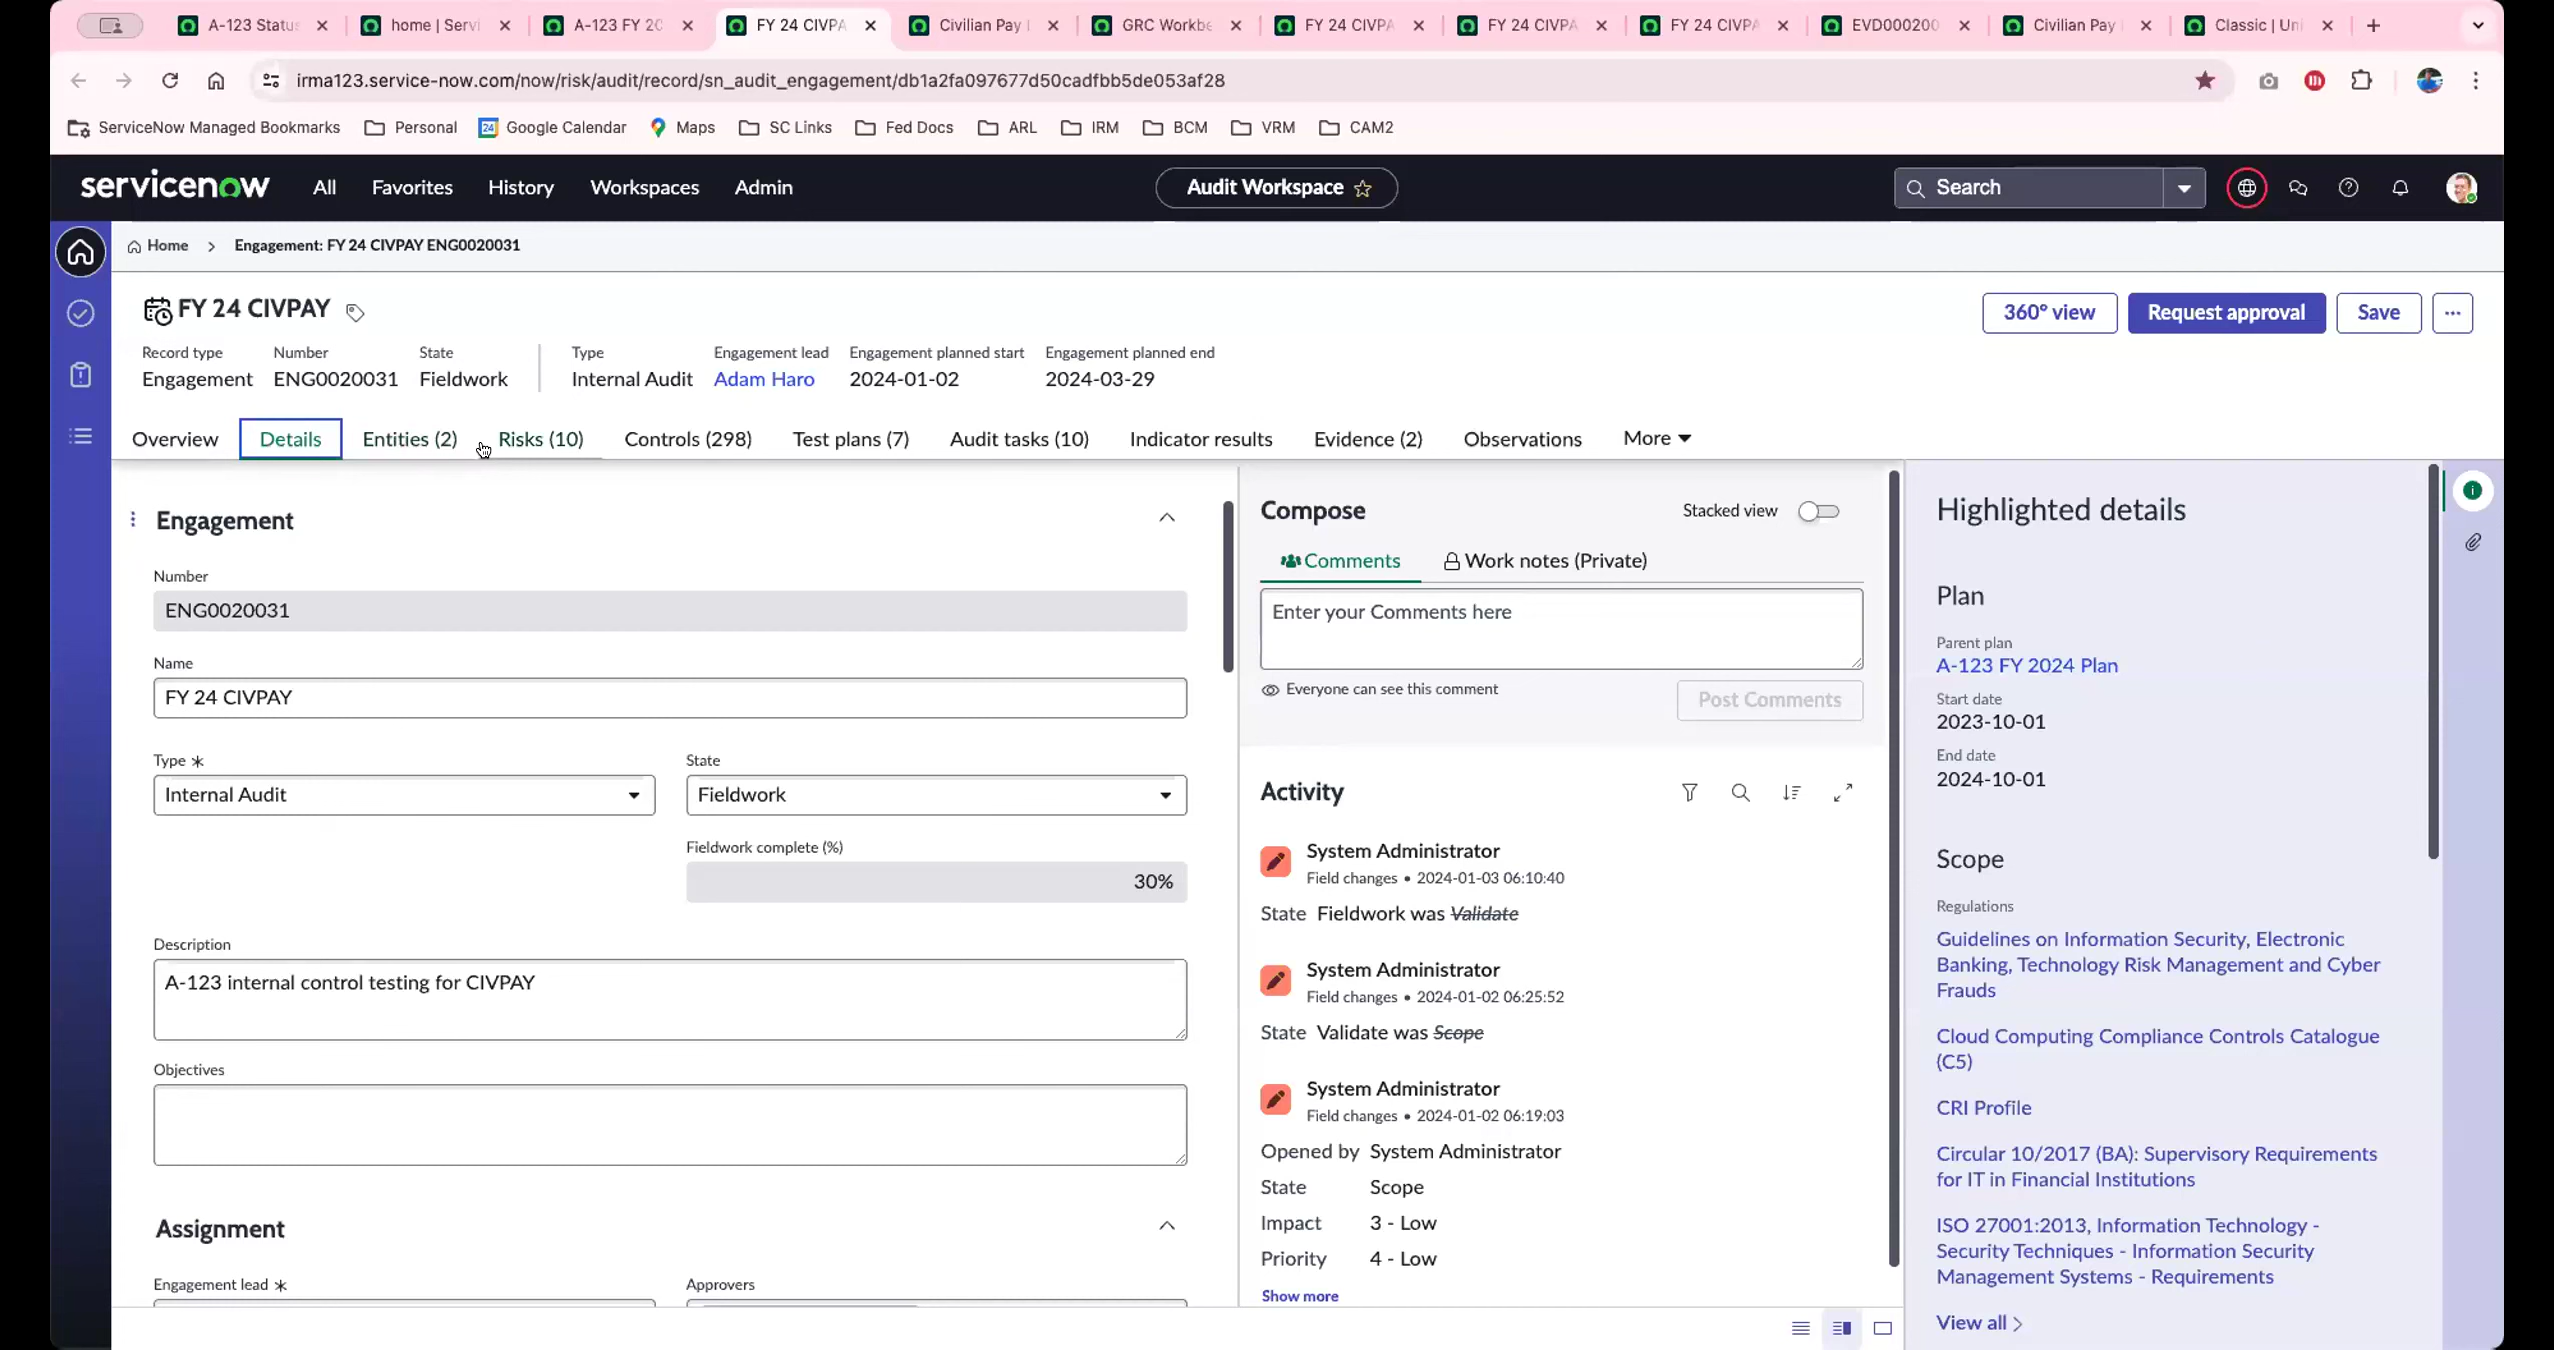 A-123 Statu
home | Servi
A-123 FY 20
FY 24 CIVPA
Civilian Pay
GRC Workbe
FY 24 CIVPA
FY 24 CIVPA
FY 24 CIVPA
EVD000200
Civilian Pay
Classic | Uni
irma123.service-now.com/now/risk/audit/record/sn_audit_engagement/db1a2fa097677d50cadfbb5de053af28
ServiceNow Managed Bookmarks
Personal
Google Calendar
Maps
SC Links
Fed Docs
ARL
IRM
BCM
VRM
CAM2
servicenow
All
Favorites
History
Workspaces
Admin
Audit Workspace
Search
Home > Engagement: FY 24 CIVPAY ENG0020031
FY 24 CIVPAY
360° view
Request approval
Save
Record type
Number
State
Type
Engagement lead
Engagement planned start
Engagement planned end
Engagement
ENG0020031
Fieldwork
Internal Audit
Adam Haro
2024-01-02
2024-03-29
Overview
Details
Entities (2)
Risks (10)
Controls (298)
Test plans (7)
Audit tasks (10)
Indicator results
Evidence (2)
Observations
More
Engagement
Number
ENG0020031
Name
FY 24 CIVPAY
Type
State
Internal Audit
Fieldwork
Fieldwork complete (%)
30%
Description
A-123 internal control testing for CIVPAY
Objectives
Assignment
Engagement lead
Approvers
Compose
Stacked view
Comments
Work notes (Private)
Enter your Comments here
Everyone can see this comment
Post Comments
Activity
System Administrator
Field changes • 2024-01-03 06:10:40
State Fieldwork was Validate
System Administrator
Field changes • 2024-01-02 06:25:52
State Validate was Scope
System Administrator
Field changes • 2024-01-02 06:19:03
Opened by System Administrator
State Scope
Impact 3 - Low
Priority 4 - Low
Show more
Highlighted details
Plan
Parent plan
A-123 FY 2024 Plan
Start date
2023-10-01
End date
2024-10-01
Scope
Regulations
Guidelines on Information Security, Electronic
Banking, Technology Risk Management and Cyber
Frauds
Cloud Computing Compliance Controls Catalogue
(C5)
CRI Profile
Circular 10/2017 (BA): Supervisory Requirements
for IT in Financial Institutions
ISO 27001:2013, Information Technology -
Security Techniques - Information Security
Management Systems - Requirements
View all >